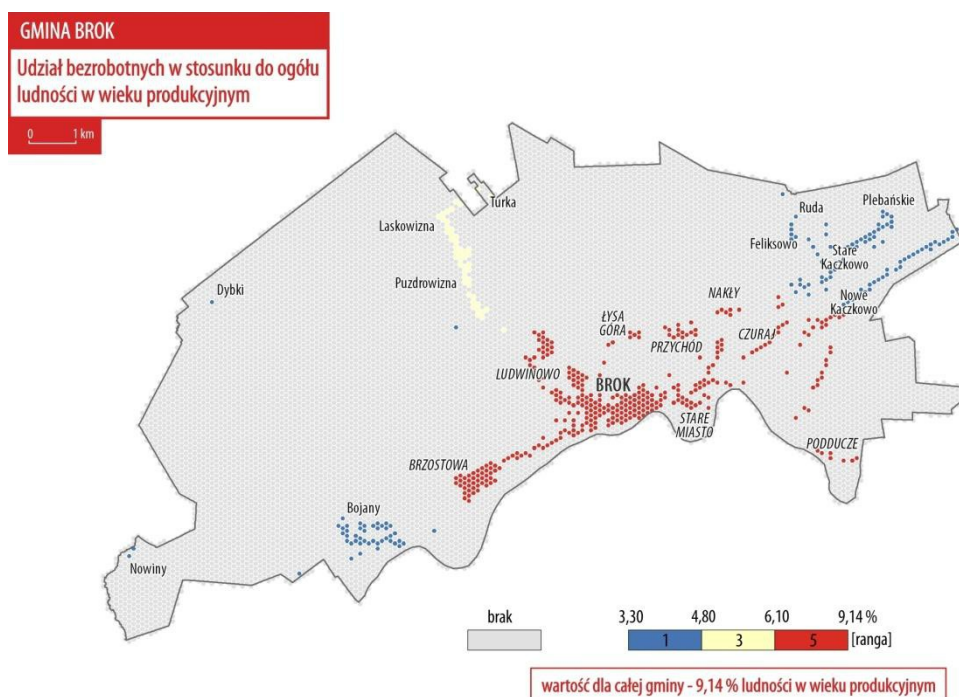 GMINA BROK
Udział bezrobotnych w stosunku do ogółu
ludności w wieku produkcyjnym
0 1 km
Turka
Laskowizna
Puzdrowizna
Dybki
Ruda
Plebańskie
Feliksowo
Stare
Kaczkowo
Nowe
Kaczkowo
NAKŁY
ŁYSA
GÓRA
PRZYCHÓD
CZURAJ
LUDWINOWO
BROK
STARE
MIASTO
PODDUCZE
BRZOSTOWA
Bojany
Nowiny
brak
3,30 4,80 6,10 9,14 %
1 3 5 [ranga]
wartość dla całej gminy - 9,14 % ludności w wieku produkcyjnym